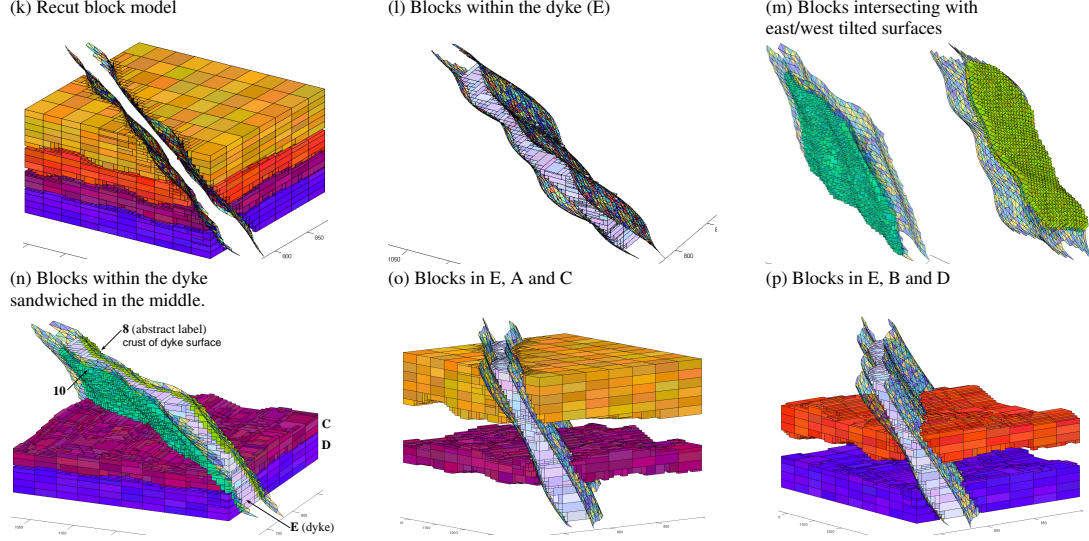 (k) Recut block model
(l) Blocks within the dyke (E)
(m) Blocks intersecting with
east/west tilted surfaces
850
800
1050
800
(n) Blocks within the dyke
sandwiched in the middle.
(o) Blocks in E, A and C
(p) Blocks in E, B and D
8 (abstract label)
crust of dyke surface
10
C
D
E (dyke)